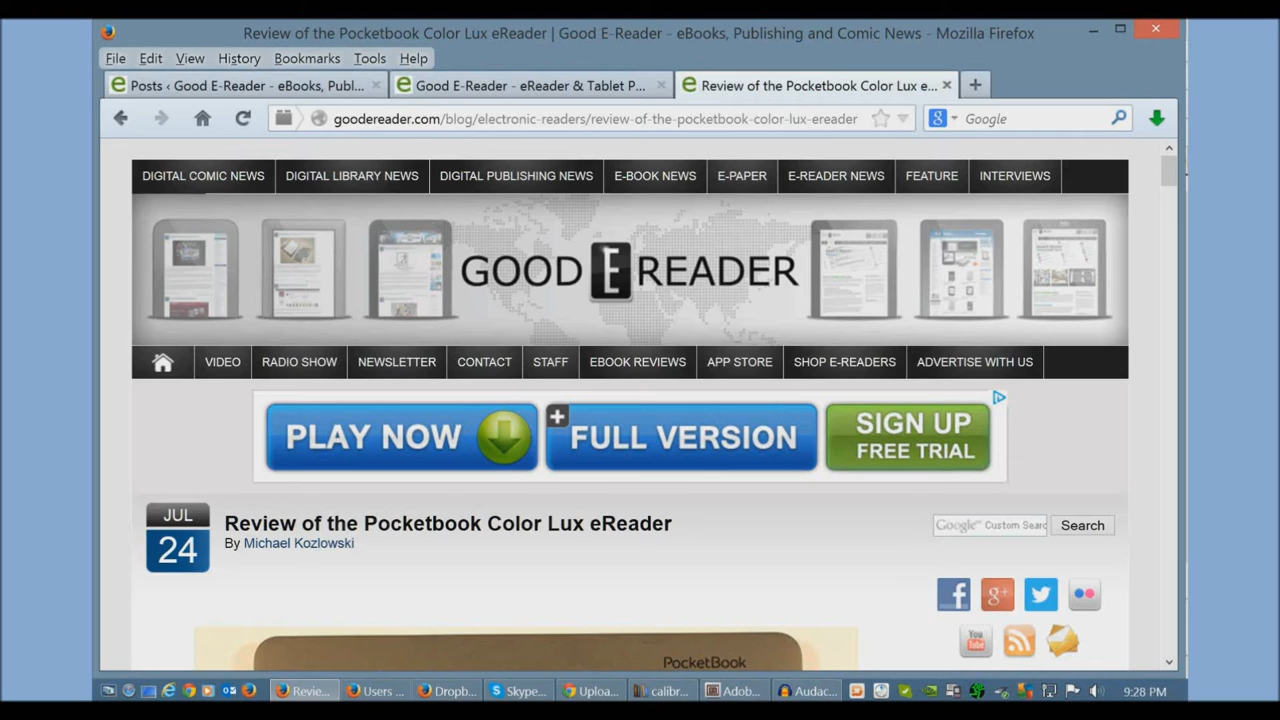 Review of the Pocketbook Color Lux eReader | Good E-Reader - eBooks, Publishing and Comic News - Mozilla Firefox
File Edit View History Bookmarks Tools Help
Posts ‹ Good E-Reader - eBooks, Publ... Good E-Reader - eReader & Tablet P... Review of the Pocketbook Color Lux e...
goodereader.com/blog/electronic-readers/review-of-the-pocketbook-color-lux-ereader Google
DIGITAL COMIC NEWS DIGITAL LIBRARY NEWS DIGITAL PUBLISHING NEWS E-BOOK NEWS E-PAPER E-READER NEWS FEATURE INTERVIEWS
GOOD E READER
VIDEO RADIO SHOW NEWSLETTER CONTACT STAFF EBOOK REVIEWS APP STORE SHOP E-READERS ADVERTISE WITH US
PLAY NOW FULL VERSION SIGN UP
FREE TRIAL
JUL
24
Review of the Pocketbook Color Lux eReader
By Michael Kozlowski
Google™ Custom Searc Search
You
Tube
PocketBook
Revie... Users ... Dropb... Skype... Uploa... calibr... Adob... Audac... 9:28 PM